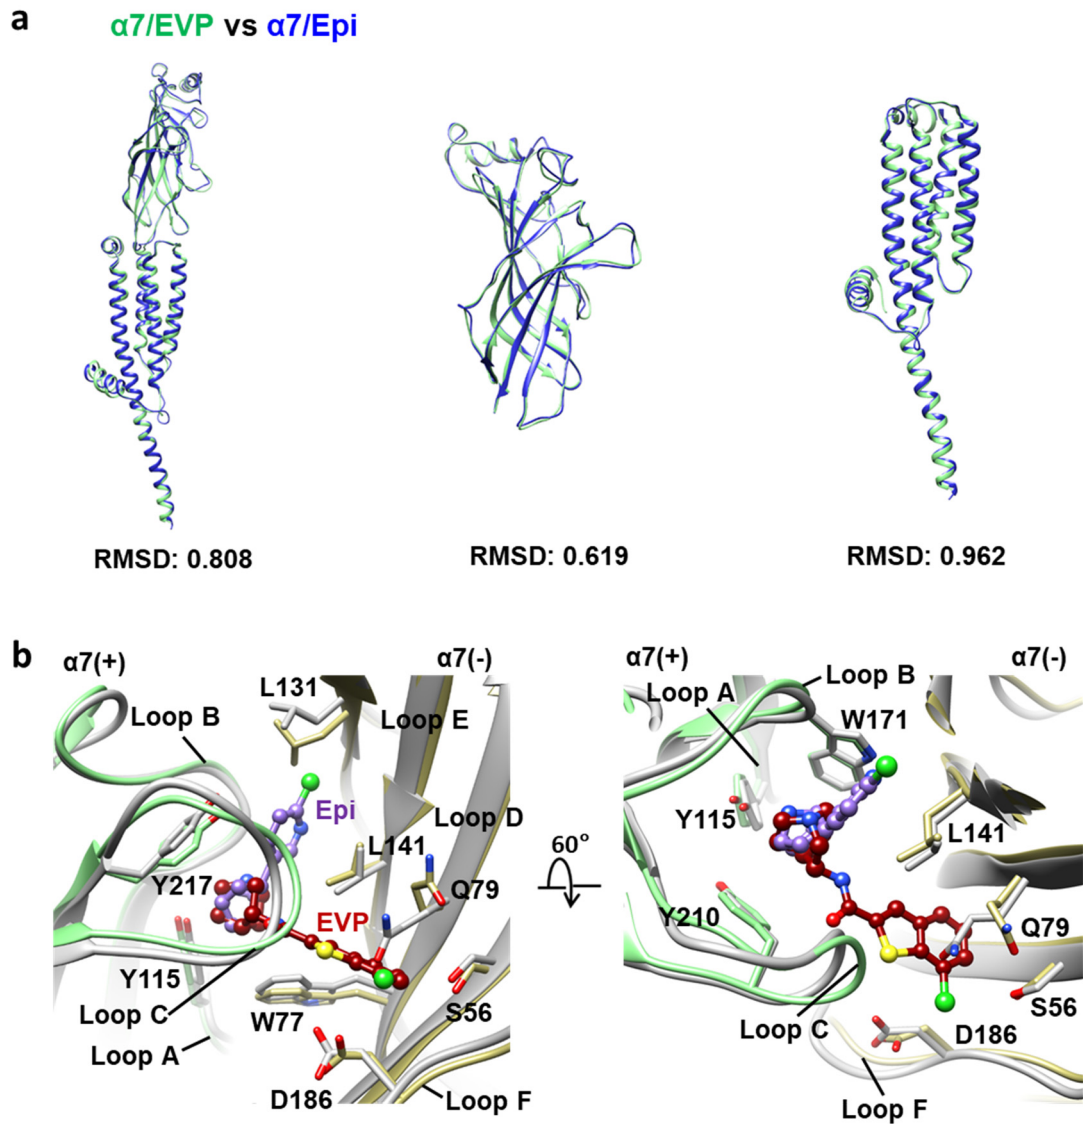 a
α7/EVP vs α7/Epi
RMSD: 0.808
RMSD: 0.619
RMSD: 0.962
b
α7(+)
α7(-)
L131
Loop B
Loop E
Epi
Loop D
L141
Y217
Q79
EVP
Y115
S56
Loop C
W77
Loop A
D186
Loop F
60°
α7(+)
α7(-)
Loop A
Loop B
W171
Y115
L141
Y210
Q79
S56
Loop C
D186
Loop F